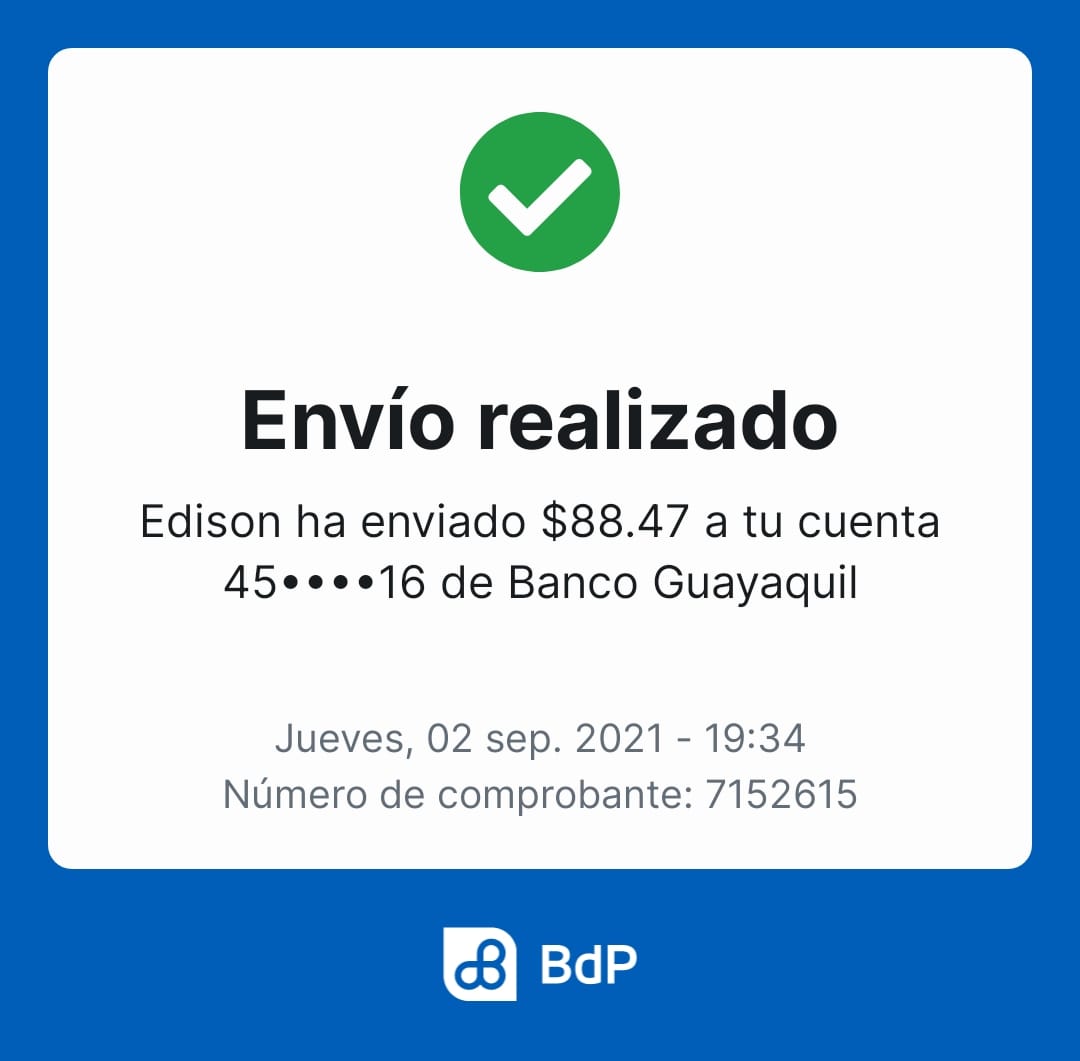 Envío realizado
Edison ha enviado $88.47 a tu cuenta
45••••16 de Banco Guayaquil
Jueves, 02 sep. 2021 - 19:34
Número de comprobante: 7152615
BdP